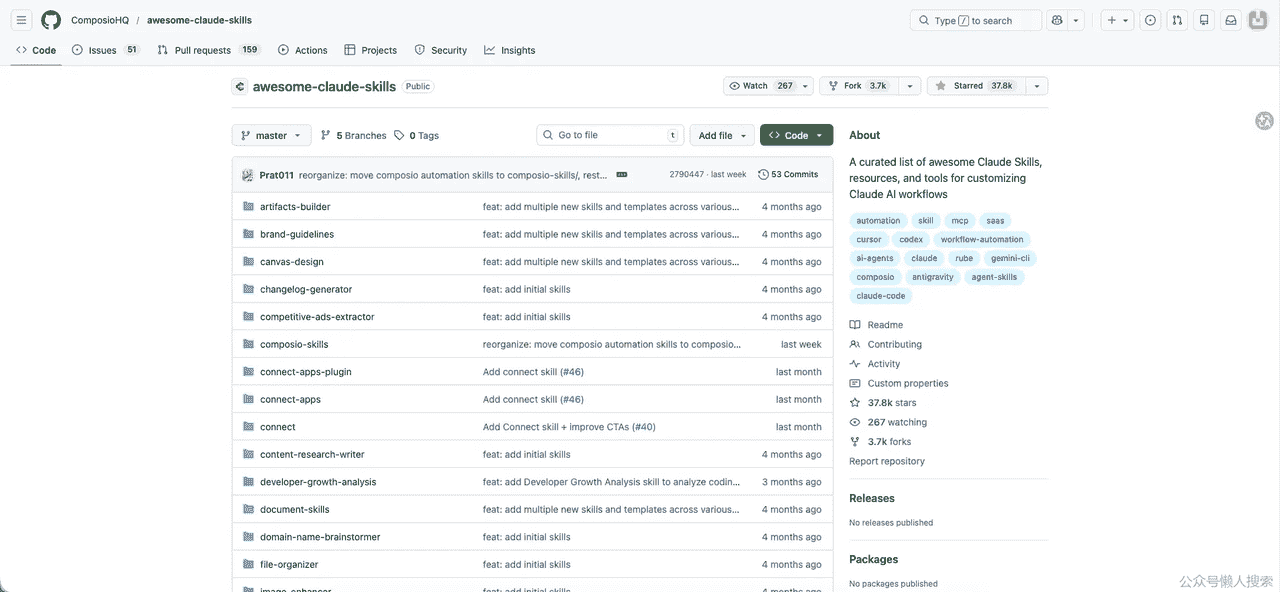 ComposioHQ / awesome-claude-skills
Type / to search
Code Issues 51 Pull requests 159 Actions Projects Security Insights
awesome-claude-skills Public
Watch 267 Fork 3.7k Starred 37.8k
master 5 Branches 0 Tags Go to file t Add file Code
Prat011 reorganize: move composio automation skills to composio-skills/, rest... 2790447 · last week 53 Commits
artifacts-builder feat: add multiple new skills and templates across various... 4 months ago
brand-guidelines feat: add multiple new skills and templates across various... 4 months ago
canvas-design feat: add multiple new skills and templates across various... 4 months ago
changelog-generator feat: add initial skills 4 months ago
competitive-ads-extractor feat: add initial skills 4 months ago
composio-skills reorganize: move composio automation skills to composio... last week
connect-apps-plugin Add connect skill (#46) last month
connect-apps Add connect skill (#46) last month
connect Add Connect skill + improve CTAs (#40) last month
content-research-writer feat: add initial skills 4 months ago
developer-growth-analysis feat: add Developer Growth Analysis skill to analyze codin... 3 months ago
document-skills feat: add multiple new skills and templates across various... 4 months ago
domain-name-brainstormer feat: add initial skills 4 months ago
file-organizer feat: add initial skills 4 months ago
image-enhancer feat: add initial skills 4 months ago
About
A curated list of awesome Claude Skills,
resources, and tools for customizing
Claude AI workflows
automation skill mcp saas
cursor codex workflow-automation
ai-agents claude rube gemini-cli
composio antigravity agent-skills
claude-code
Readme
Contributing
Activity
Custom properties
37.8k stars
267 watching
3.7k forks
Report repository
Releases
No releases published
Packages
No packages published
公众号懒人搜索